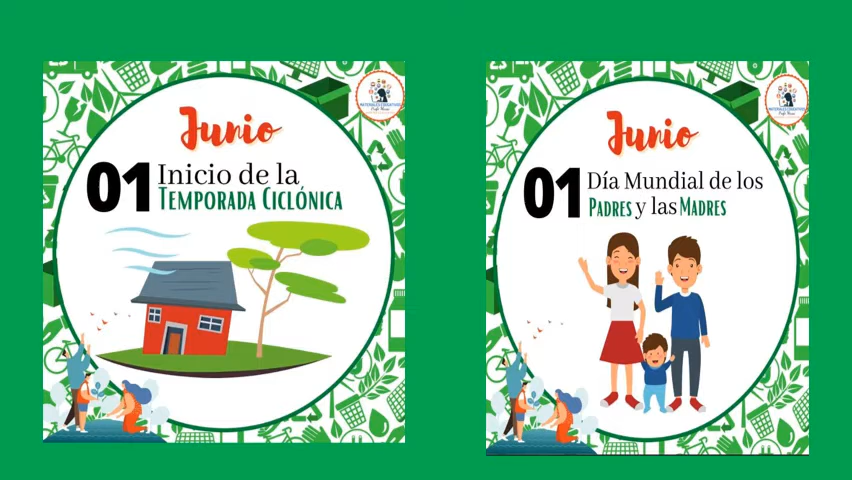 Junio
01 Inicio de la
TEMPORADA CICLÓNICA
Junio
01 Día Mundial de los
PADRES y las MADRES